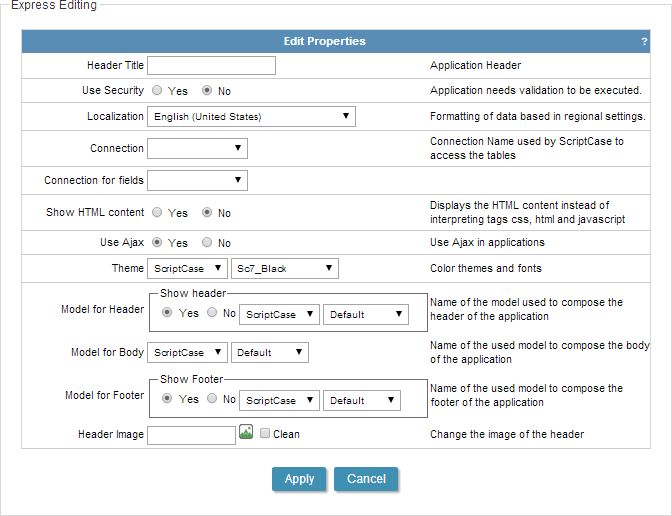 Express Editing
Edit Properties ?
Header Title Application Header
Use Security Yes No Application needs validation to be executed.
Localization English (United States) Formatting of data based in regional settings.
Connection Connection Name used by ScriptCase to
access the tables
Connection for fields
Show HTML content Yes No Displays the HTML content instead of
interpreting tags css, html and javascript
Use Ajax Yes No Use Ajax in applications
Theme ScriptCase Sc7_Black Color themes and fonts
Show header
Model for Header Yes No ScriptCase Default Name of the model used to compose the
header of the application
Model for Body ScriptCase Default Name of the used model to compose the body
of the application
Show Footer
Model for Footer Yes No ScriptCase Default Name of the used model to compose the
footer of the application
Header Image Clean Change the image of the header
Apply Cancel